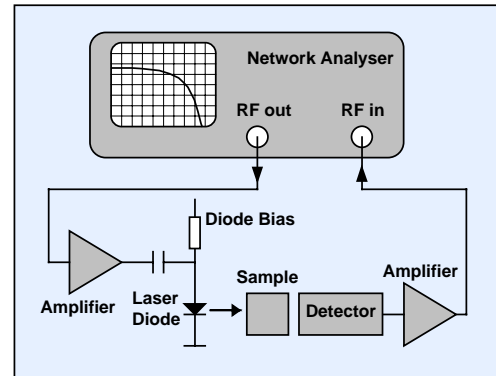 Network Analyser
RF out
RF in
Diode Bias
Amplifier
Laser
Diode
Sample
Detector
Amplifier